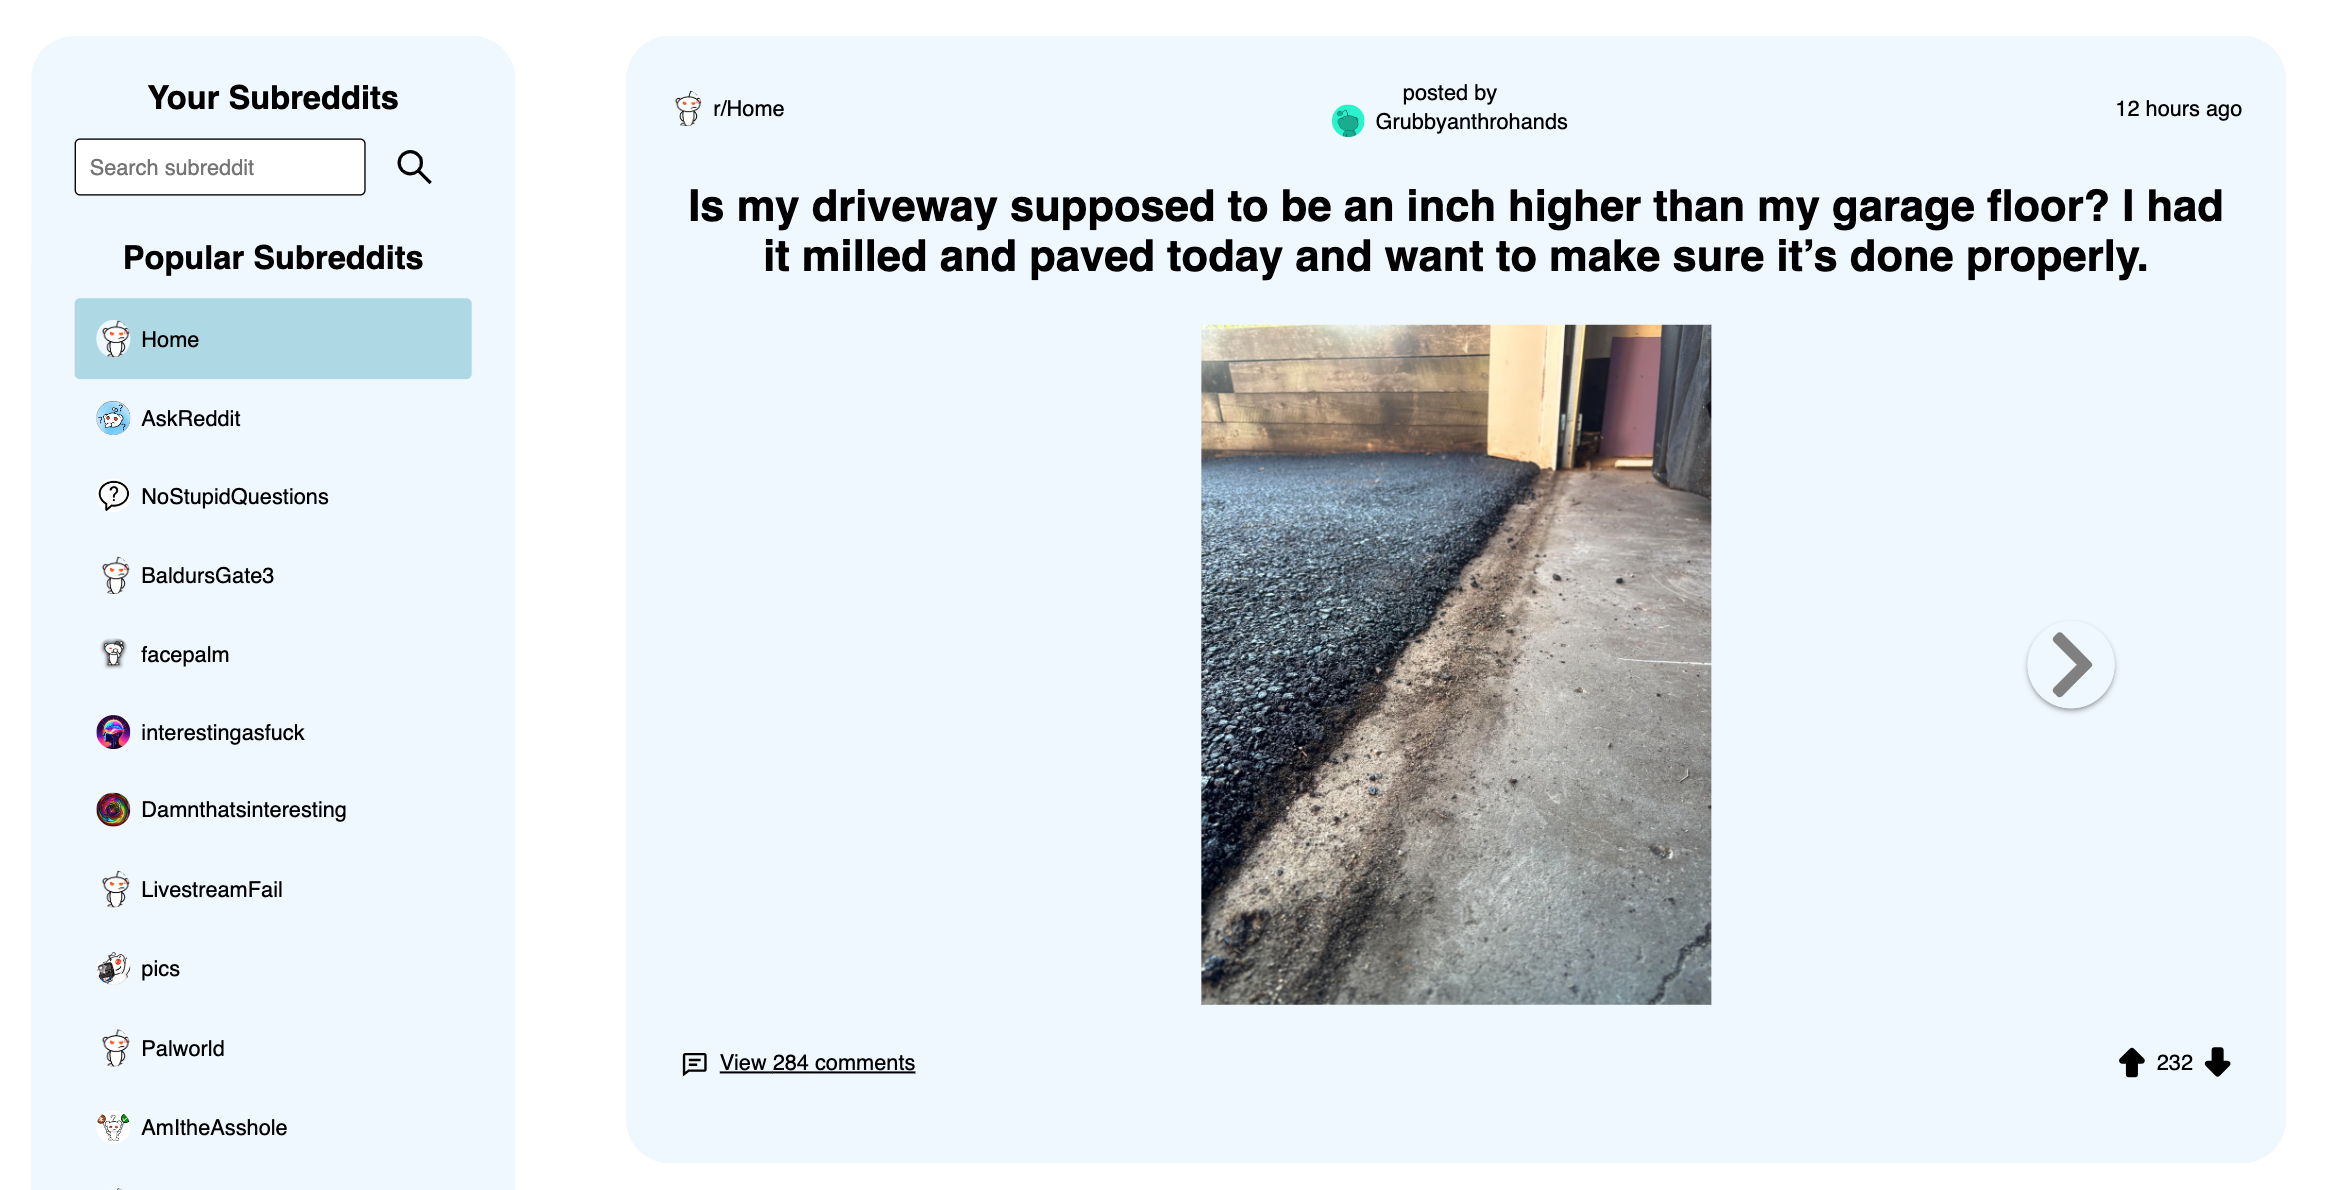 Your Subreddits
Search subreddit
Popular Subreddits
Home
AskReddit
NoStupidQuestions
BaldursGate3
facepalm
interestingasfuck
Damnthatsinteresting
LivestreamFail
pics
Palworld
AmItheAsshole
r/Home
posted by
Grubbyanthrohands
12 hours ago
Is my driveway supposed to be an inch higher than my garage floor? I had
it milled and paved today and want to make sure it’s done properly.
View 284 comments
232